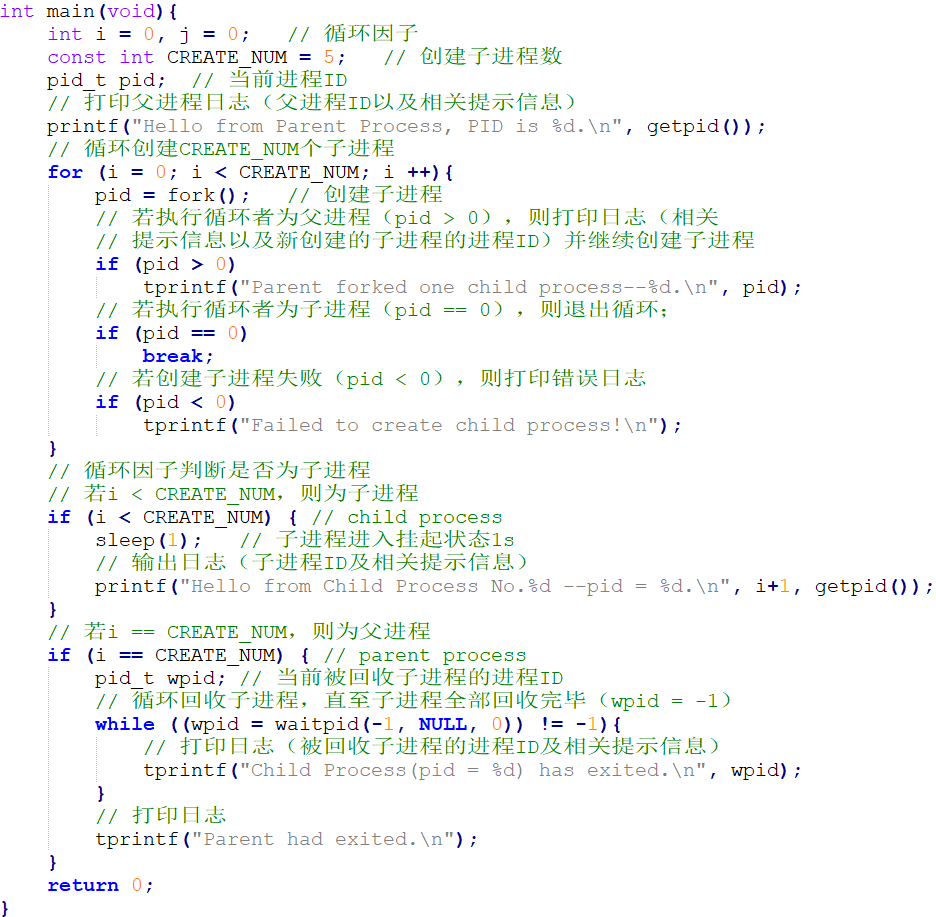 int main(void){
    int i = 0, j = 0;   // 循环因子
    const int CREATE_NUM = 5;   // 创建子进程数
    pid_t pid;  // 当前进程ID
    // 打印父进程日志（父进程ID以及相关提示信息）
    printf("Hello from Parent Process, PID is %d.\n", getpid());
    // 循环创建CREATE_NUM个子进程
    for (i = 0; i < CREATE_NUM; i ++){
        pid = fork();   // 创建子进程
        // 若执行循环者为父进程（pid > 0），则打印日志（相关
        // 提示信息以及新创建的子进程的进程ID）并继续创建子进程
        if (pid > 0)
            tprintf("Parent forked one child process--%d.\n", pid);
        // 若执行循环者为子进程（pid == 0），则退出循环；
        if (pid == 0)
            break;
        // 若创建子进程失败（pid < 0），则打印错误日志
        if (pid < 0)
            tprintf("Failed to create child process!\n");
    }
    // 循环因子判断是否为子进程
    // 若i < CREATE_NUM，则为子进程
    if (i < CREATE_NUM) { // child process
        sleep(1);   // 子进程进入挂起状态1s
        // 输出日志（子进程ID及相关提示信息）
        printf("Hello from Child Process No.%d --pid = %d.\n", i+1, getpid());
    }
    // 若i == CREATE_NUM，则为父进程
    if (i == CREATE_NUM) { // parent process
        pid_t wpid; // 当前被回收子进程的进程ID
        // 循环回收子进程，直至子进程全部回收完毕（wpid = -1）
        while ((wpid = waitpid(-1, NULL, 0)) != -1){
            // 打印日志（被回收子进程的进程ID及相关提示信息）
            tprintf("Child Process(pid = %d) has exited.\n", wpid);
        }
        // 打印日志
        tprintf("Parent had exited.\n");
    }
    return 0;
}